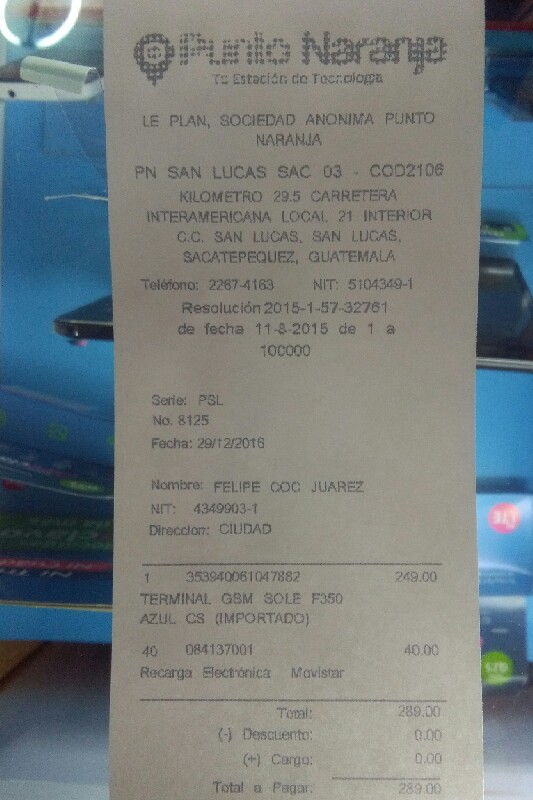 Punto Naranja
Tu Estación de Tecnología
LE PLAN, SOCIEDAD ANONIMA PUNTO
NARANJA
PN SAN LUCAS SAC 03 - COD2106
KILOMETRO 29.5 CARRETERA
INTERAMERICANA LOCAL 21 INTERIOR
C.C. SAN LUCAS, SAN LUCAS,
SACATEPEQUEZ, GUATEMALA
Teléfono: 2267-4163 NIT: 5104349-1
Resolución 2015-1-57-32761
de fecha 11-8-2015 de 1 a
100000
Serie: PSL
No. 8125
Fecha: 29/12/2016
Nombre: FELIPE COC JUAREZ
NIT: 4349903-1
Direccion: CIUDAD
1 353940061047882 249.00
TERMINAL GSM SOLE F350
AZUL CS (IMPORTADO)
40 084137001 40.00
Recarga Electrónica Movistar
Total: 289.00
(-) Descuento: 0.00
(+) Cargo: 0.00
Total a Pagar: 289.00